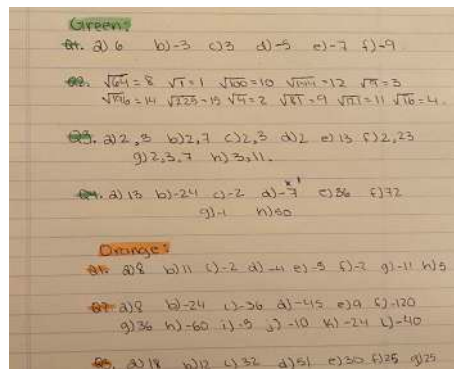 Green:
Q1. a) 6 b) -3 c) 3 d) -5 e) -7 f) -9
Q2. √64 = 8 √1 = 1 √100 = 10 √144 = 12 √9 = 3
√196 = 14 √225 = 15 √4 = 2 √81 = 9 √121 = 11 √16 = 4.
Q3. a) 2,3 b) 2,7 c) 2,3 d) 2 e) 13 f) 2,23
g) 2,3,7 h) 3,11.
Q4. a) 13 b) -24 c) -2 d) -7 e) 36 f) 72
g) -1 h) 50
Orange:
Q1. a) 8 b) 11 c) -2 d) -4 e) -5 f) -2 g) -11 h) 5
Q2. a) 8 b) -24 c) -36 d) -45 e) 9 f) -120
g) 36 h) -60 i) -5 j) -10 k) -24 l) -40
Q3. a) 18 b) 12 c) 32 d) 51 e) 30 f) 25 g) 25